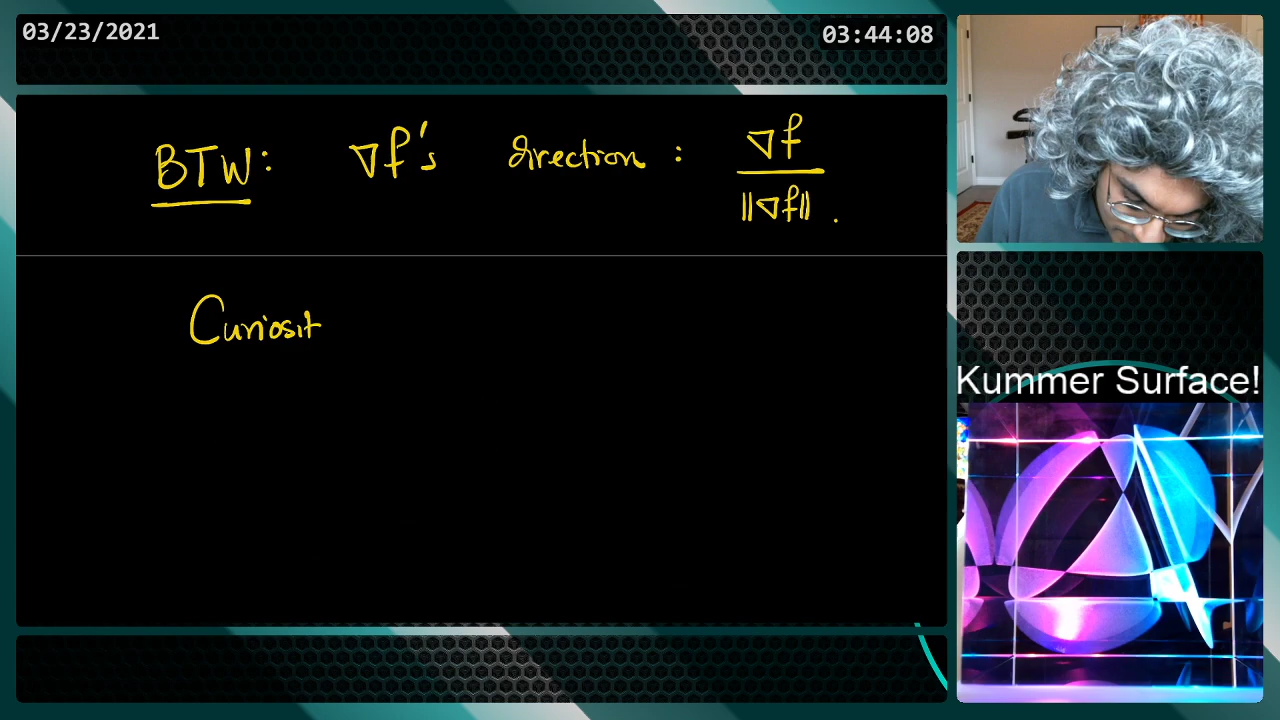 03/23/2021
03:44:08
BTW: ∇f's direction : ∇f / ||∇f|| .
Curiosit
Kummer Surface!